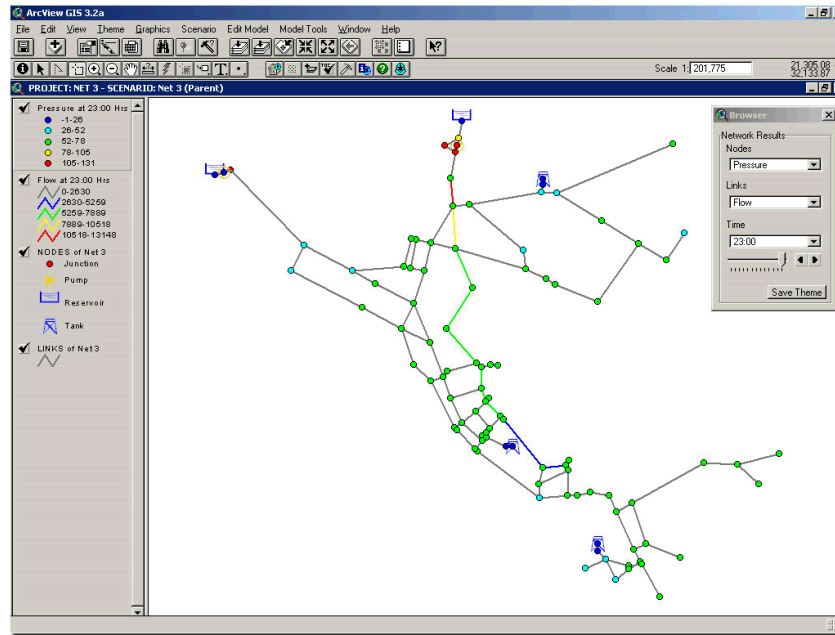 ArcView GIS 3.2a
File Edit View Theme Graphics Scenario Edit Model Model Tools Window Help
Scale 1: 201,775
21,305.08
32,133.87
PROJECT: NET 3 - SCENARIO: Net 3 (Parent)
Pressure at 23:00 Hrs
-1-26
26-52
52-78
78-105
105-131
Flow at 23:00 Hrs
0-2630
2630-5259
5259-7889
7889-10518
10518-13148
NODES of Net 3
Junction
Pump
Reservoir
Tank
LINKS of Net 3
Browser
Network Results
Nodes
Pressure
Links
Flow
Time
23:00
Save Theme